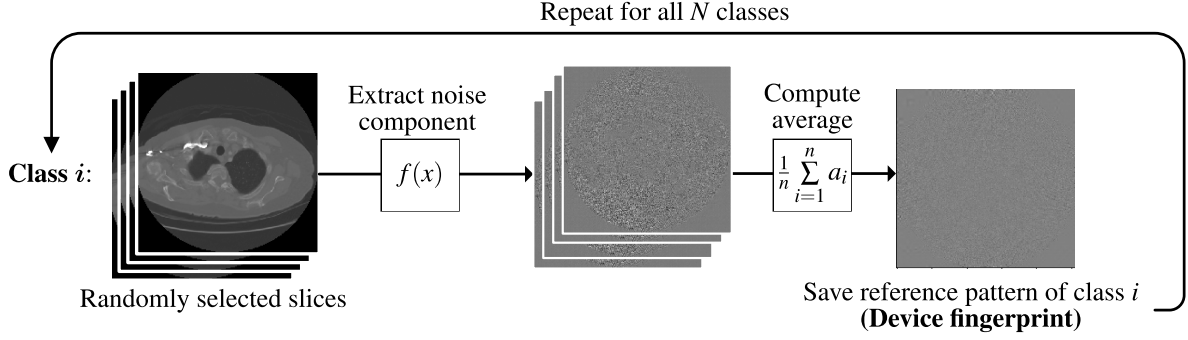 Repeat for all N classes
Class i:
Randomly selected slices
Extract noise
component
f(x)
Compute
average
1/n n∑i=1 ai
Save reference pattern of class i
(Device fingerprint)